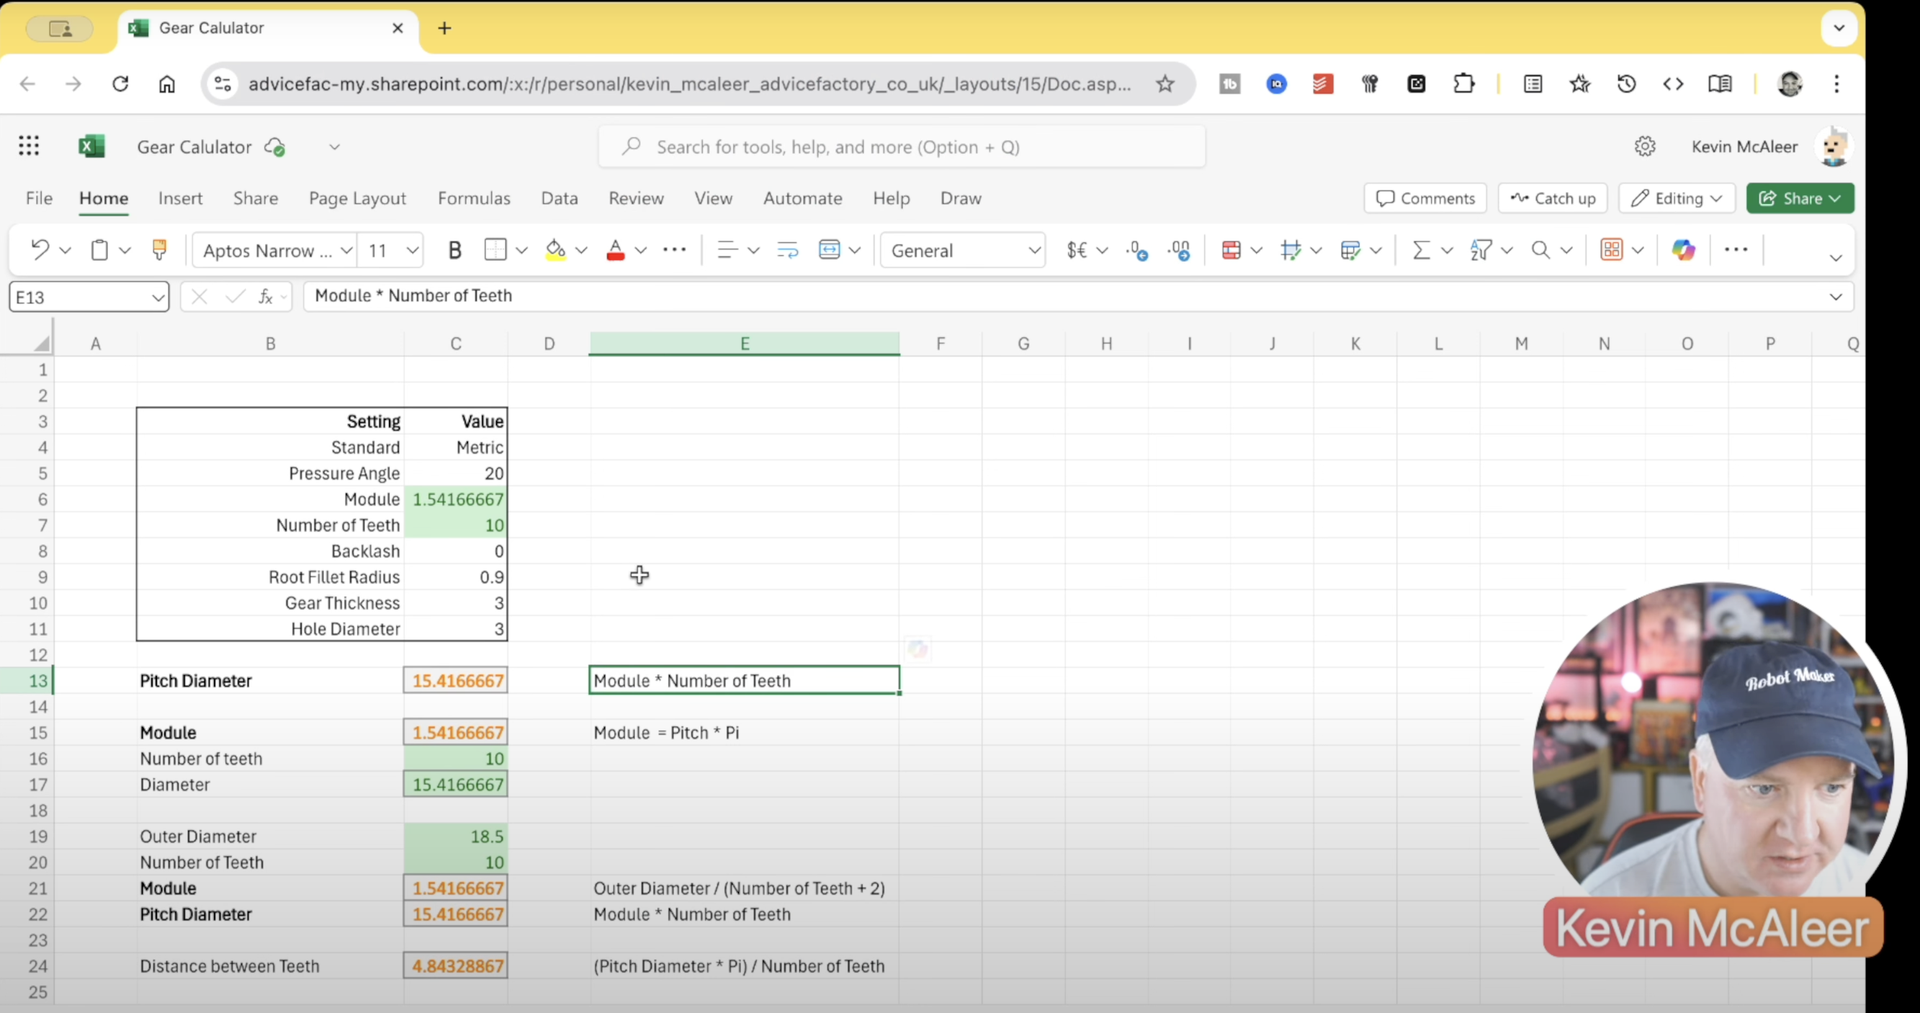 Gear Calulator
advicefac-my.sharepoint.com/:x:/r/personal/kevin_mcaleer_advicefactory_co_uk/_layouts/15/Doc.asp...
tb
Gear Calulator
Search for tools, help, and more (Option + Q)
Kevin McAleer
File Home Insert Share Page Layout Formulas Data Review View Automate Help Draw
Comments Catch up Editing Share
Aptos Narrow ... 11 B A General $€
E13 fx Module * Number of Teeth
A B C D E F G H I J K L M N O P Q
1
2
3 Setting Value
4 Standard Metric
5 Pressure Angle 20
6 Module 1.54166667
7 Number of Teeth 10
8 Backlash 0
9 Root Fillet Radius 0.9
10 Gear Thickness 3
11 Hole Diameter 3
12
13 Pitch Diameter 15.4166667 Module * Number of Teeth
14
15 Module 1.54166667 Module = Pitch * Pi
16 Number of teeth 10
17 Diameter 15.4166667
18
19 Outer Diameter 18.5
20 Number of Teeth 10
21 Module 1.54166667 Outer Diameter / (Number of Teeth + 2)
22 Pitch Diameter 15.4166667 Module * Number of Teeth
23
24 Distance between Teeth 4.84328867 (Pitch Diameter * Pi) / Number of Teeth
25
Robot Maker
Kevin McAleer